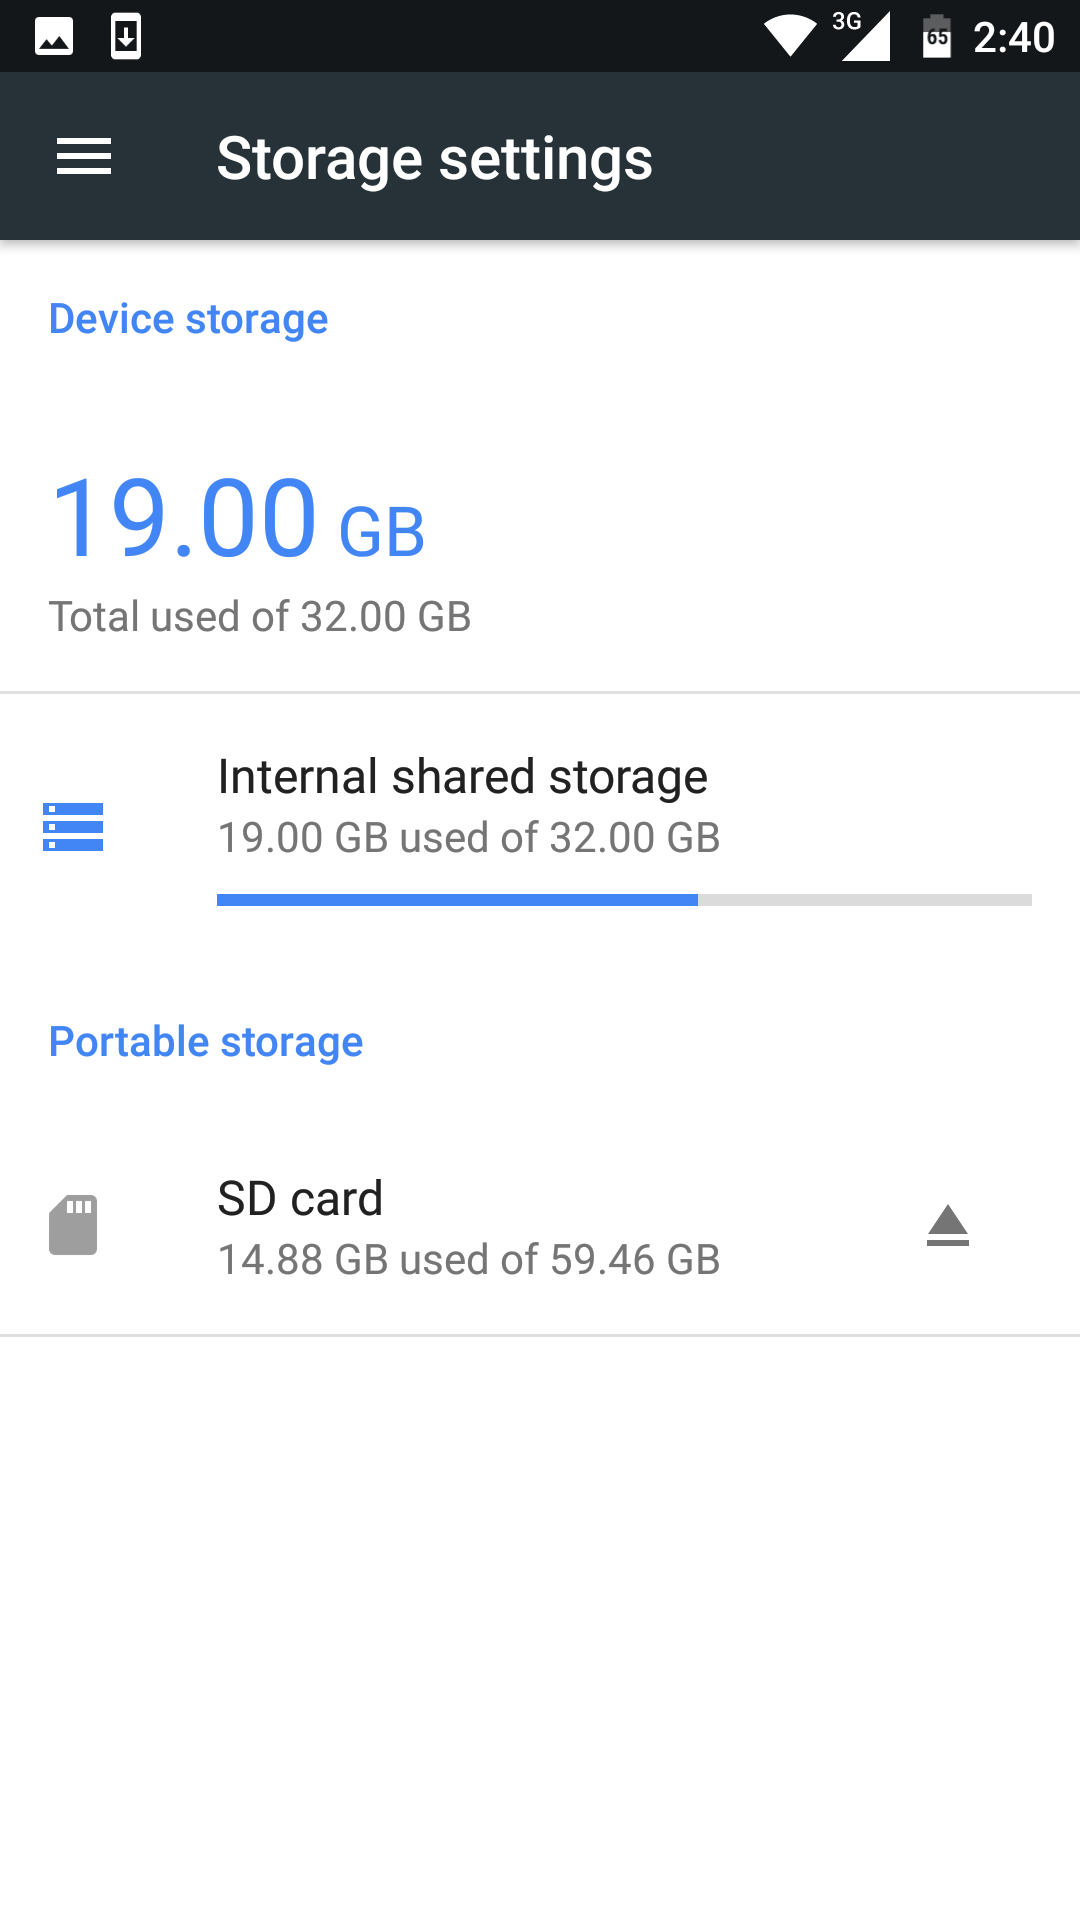 3G
65
2:40
Storage settings
Device storage
19.00 GB
Total used of 32.00 GB
Internal shared storage
19.00 GB used of 32.00 GB
Portable storage
SD card
14.88 GB used of 59.46 GB